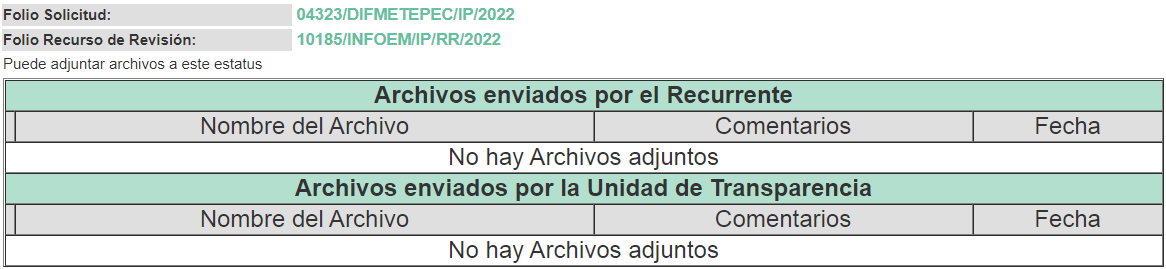 Folio Solicitud: 04323/DIFMETEPEC/IP/2022
Folio Recurso de Revisión: 10185/INFOEM/IP/RR/2022
Puede adjuntar archivos a este estatus
Archivos enviados por el Recurrente
Nombre del Archivo Comentarios Fecha
No hay Archivos adjuntos
Archivos enviados por la Unidad de Transparencia
Nombre del Archivo Comentarios Fecha
No hay Archivos adjuntos